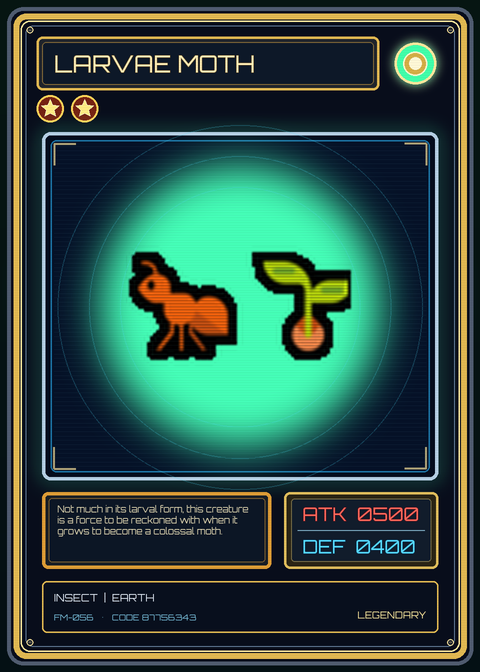 LARVAE MOTH
Not much in its larval form, this creature
is a force to be reckoned with when it
grows to become a colossal moth.
ATK 0500
DEF 0400
INSECT | EARTH
FM-056 · CODE 87756343
LEGENDARY